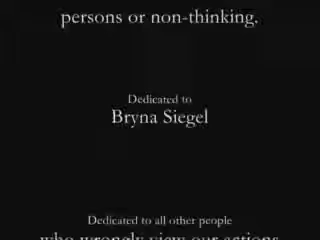 persons or non-thinking.
Dedicated to
Bryna Siegel
Dedicated to all other people
who wrongly view our actions